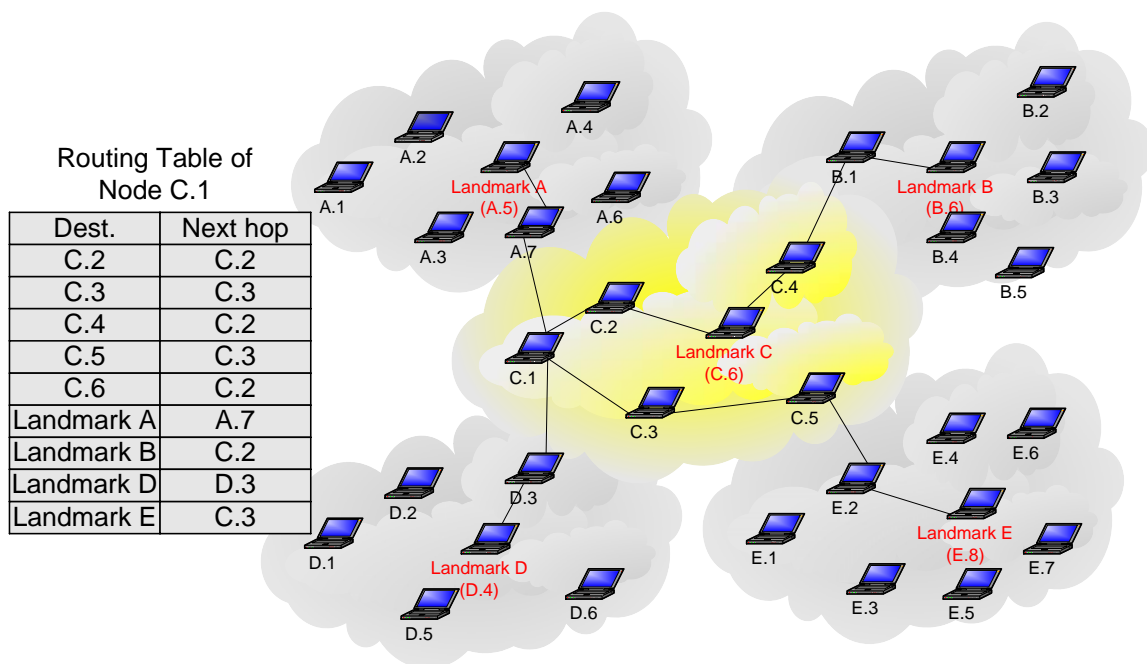 Routing Table of
Node C.1
Dest. Next hop
C.2 C.2
C.3 C.3
C.4 C.2
C.5 C.3
C.6 C.2
Landmark A A.7
Landmark B C.2
Landmark D D.3
Landmark E C.3
A.4
A.2
Landmark A
(A.5)
A.1
A.6
A.3
A.7
B.2
B.1
Landmark B
(B.6)
B.3
B.4
B.5
C.4
C.2
Landmark C
(C.6)
C.1
C.3
C.5
D.3
D.2
D.1
Landmark D
(D.4)
D.6
D.5
E.4
E.6
E.2
Landmark E
(E.8)
E.1
E.7
E.3
E.5